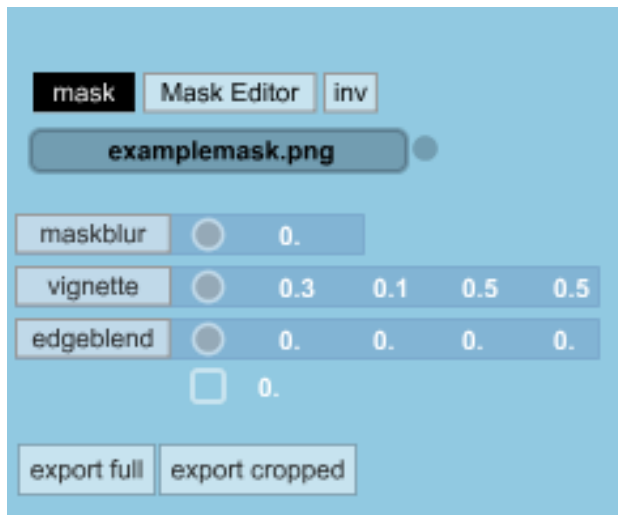 mask Mask Editor inv
examplemask.png
maskblur 0.
vignette 0.3 0.1 0.5 0.5
edgeblend 0. 0. 0. 0.
0.
export full export cropped